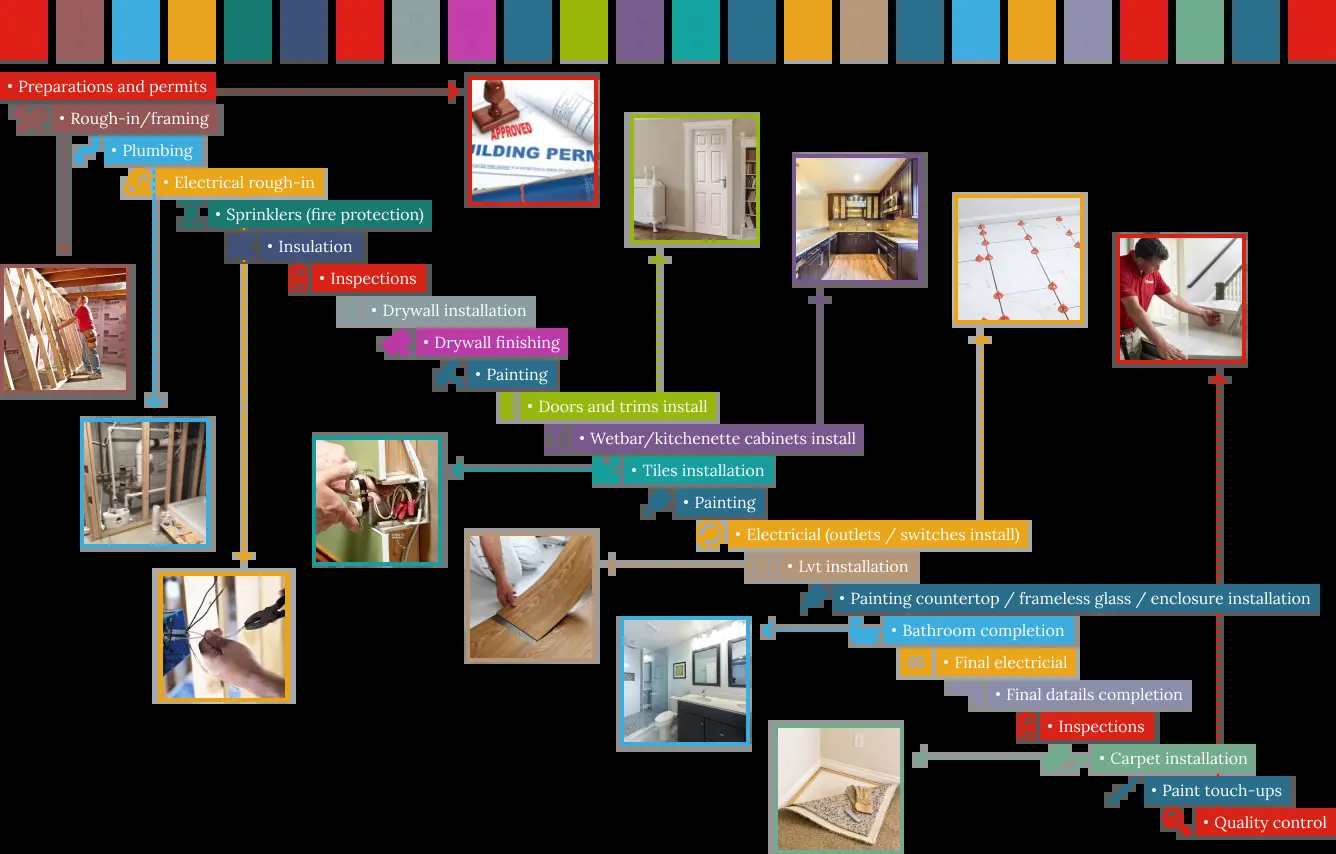 • Preparations and permits
• Rough-in/framing
• Plumbing
• Electrical rough-in
• Sprinklers (fire protection)
• Insulation
• Inspections
• Drywall installation
• Drywall finishing
• Painting
• Doors and trims install
• Wetbar/kitchenette cabinets install
• Tiles installation
• Painting
• Electricial (outlets / switches install)
• Lvt installation
• Painting countertop / frameless glass / enclosure installation
• Bathroom completion
• Final electricial
• Final datails completion
• Inspections
• Carpet installation
• Paint touch-ups
• Quality control
APPROVED
ILDING PERM